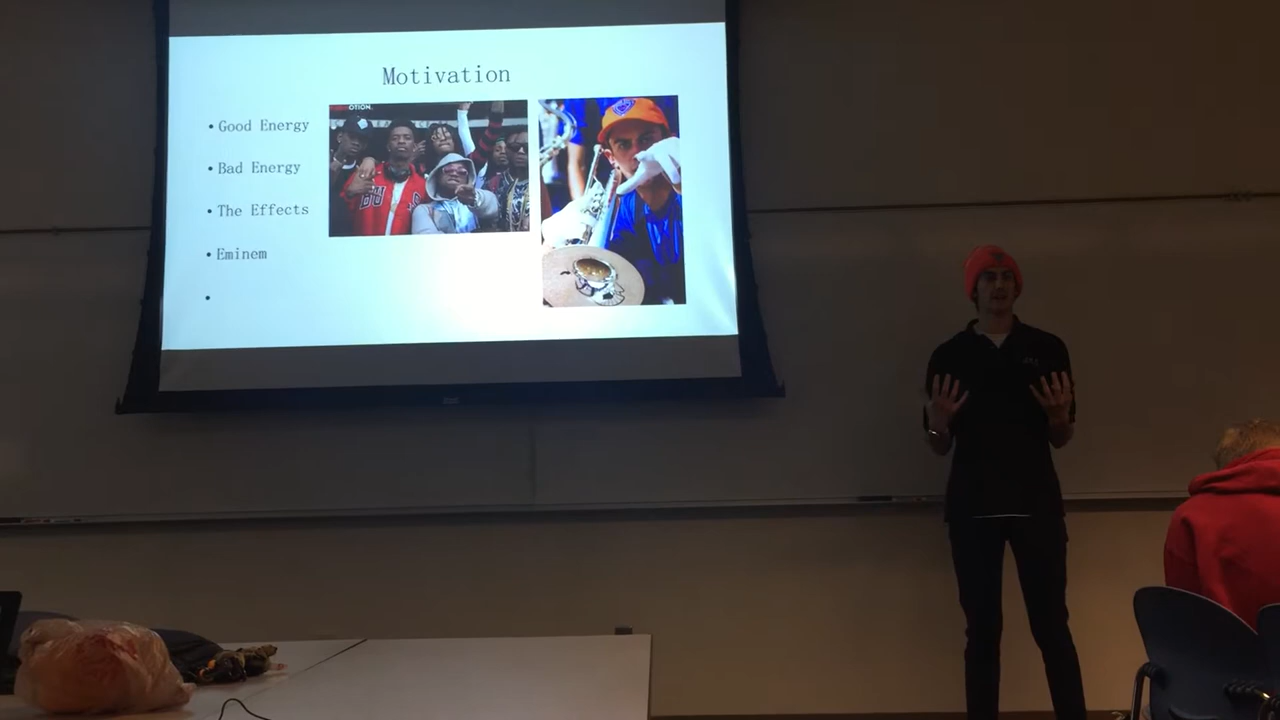 Motivation
• Good Energy
• Bad Energy
• The Effects
• Eminem
•